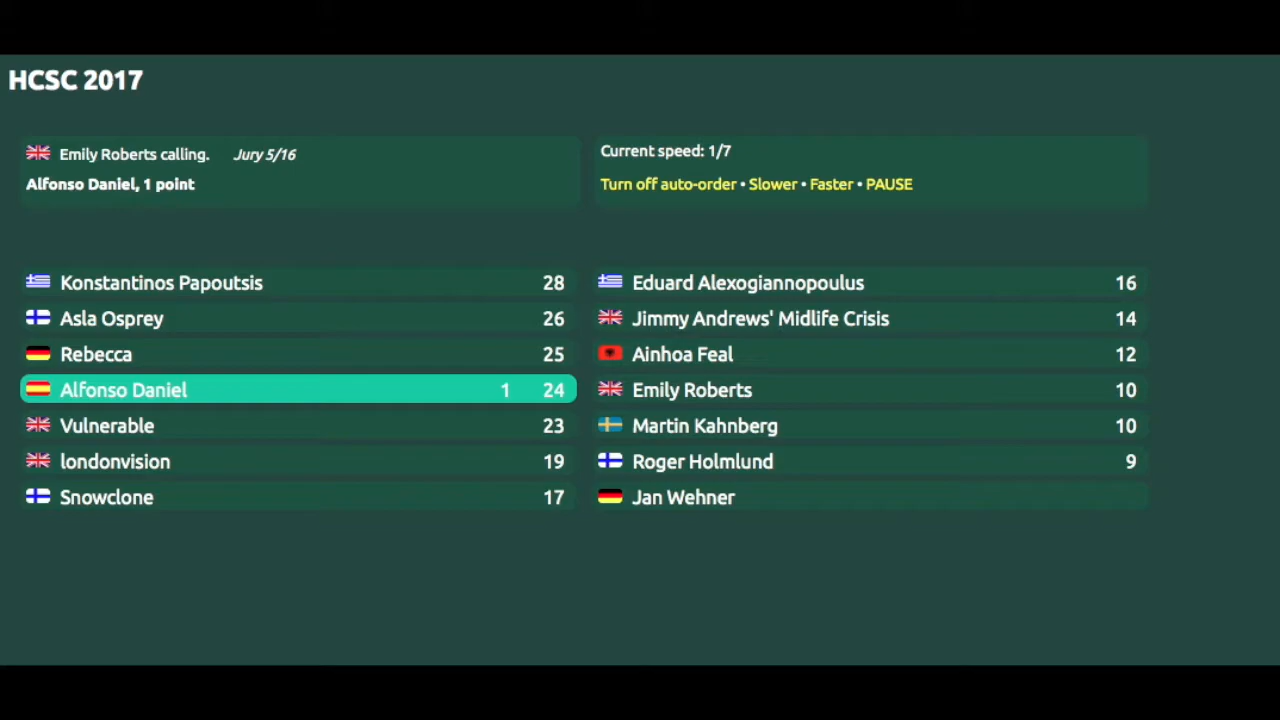 HCSC 2017
Emily Roberts calling. Jury 5/16
Alfonso Daniel, 1 point
Current speed: 1/7
Turn off auto-order • Slower • Faster • PAUSE
Konstantinos Papoutsis 28
Asla Osprey 26
Rebecca 25
Alfonso Daniel 1 24
Vulnerable 23
londonvision 19
Snowclone 17
Eduard Alexogiannopoulus 16
Jimmy Andrews' Midlife Crisis 14
Ainhoa Feal 12
Emily Roberts 10
Martin Kahnberg 10
Roger Holmlund 9
Jan Wehner